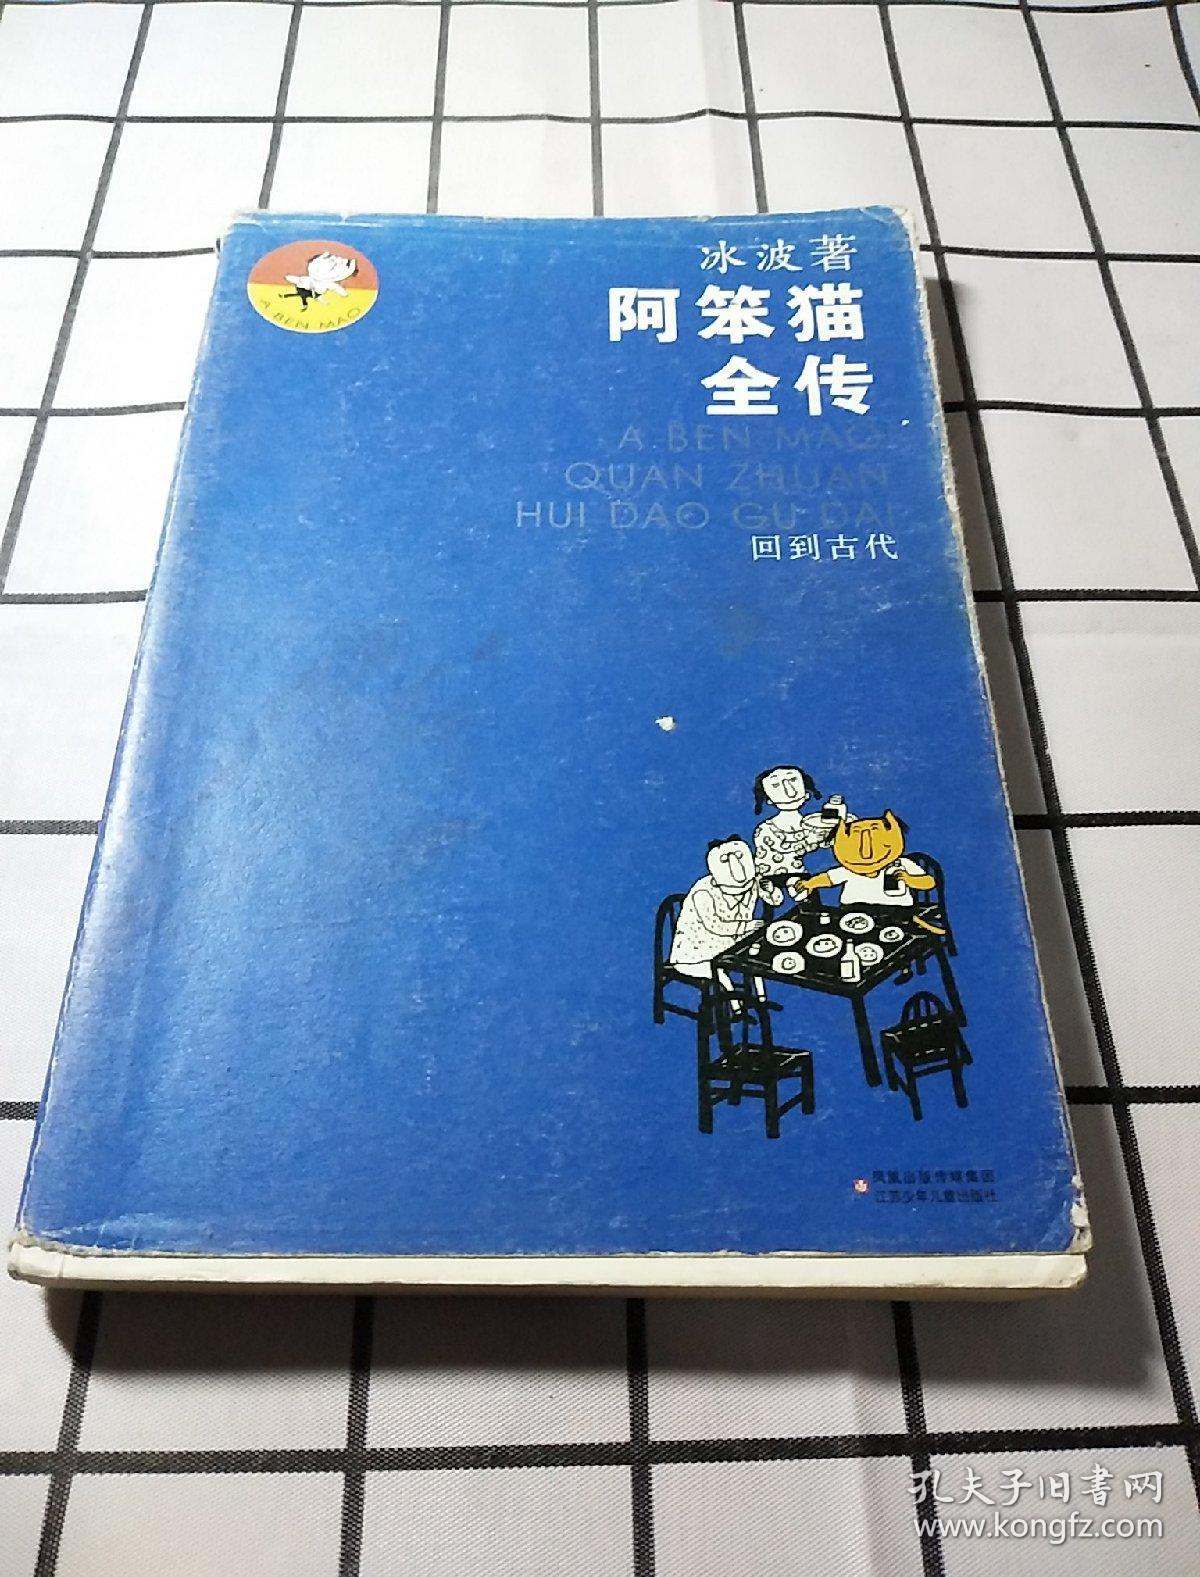 冰波著
阿笨猫
全传
A.BEN MAO
QUAN ZHUAN
HUI DAO GU DAI
回到古代
A.BEN MAO
凤凰出版传媒集团
江苏少年儿童出版社
孔夫子旧书网
www.kongfz.com